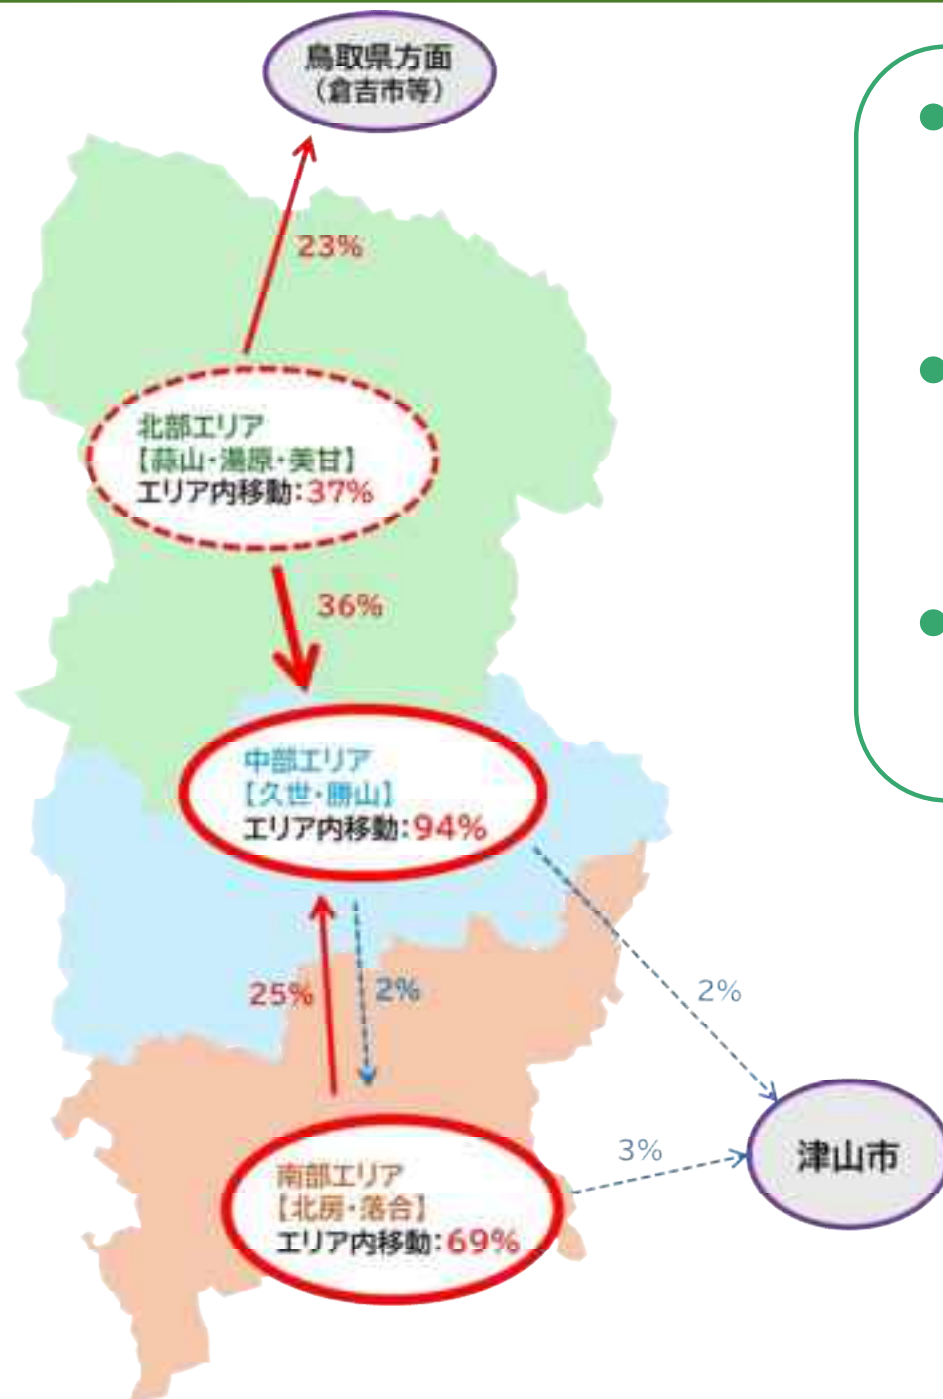 鳥取県方面
（倉吉市等）
23%
北部エリア
【蒜山・湯原・美甘】
エリア内移動：37%
36%
中部エリア
【久世・勝山】
エリア内移動：94%
25%
2%
2%
3%
津山市
南部エリア
【北房・落合】
エリア内移動：69%